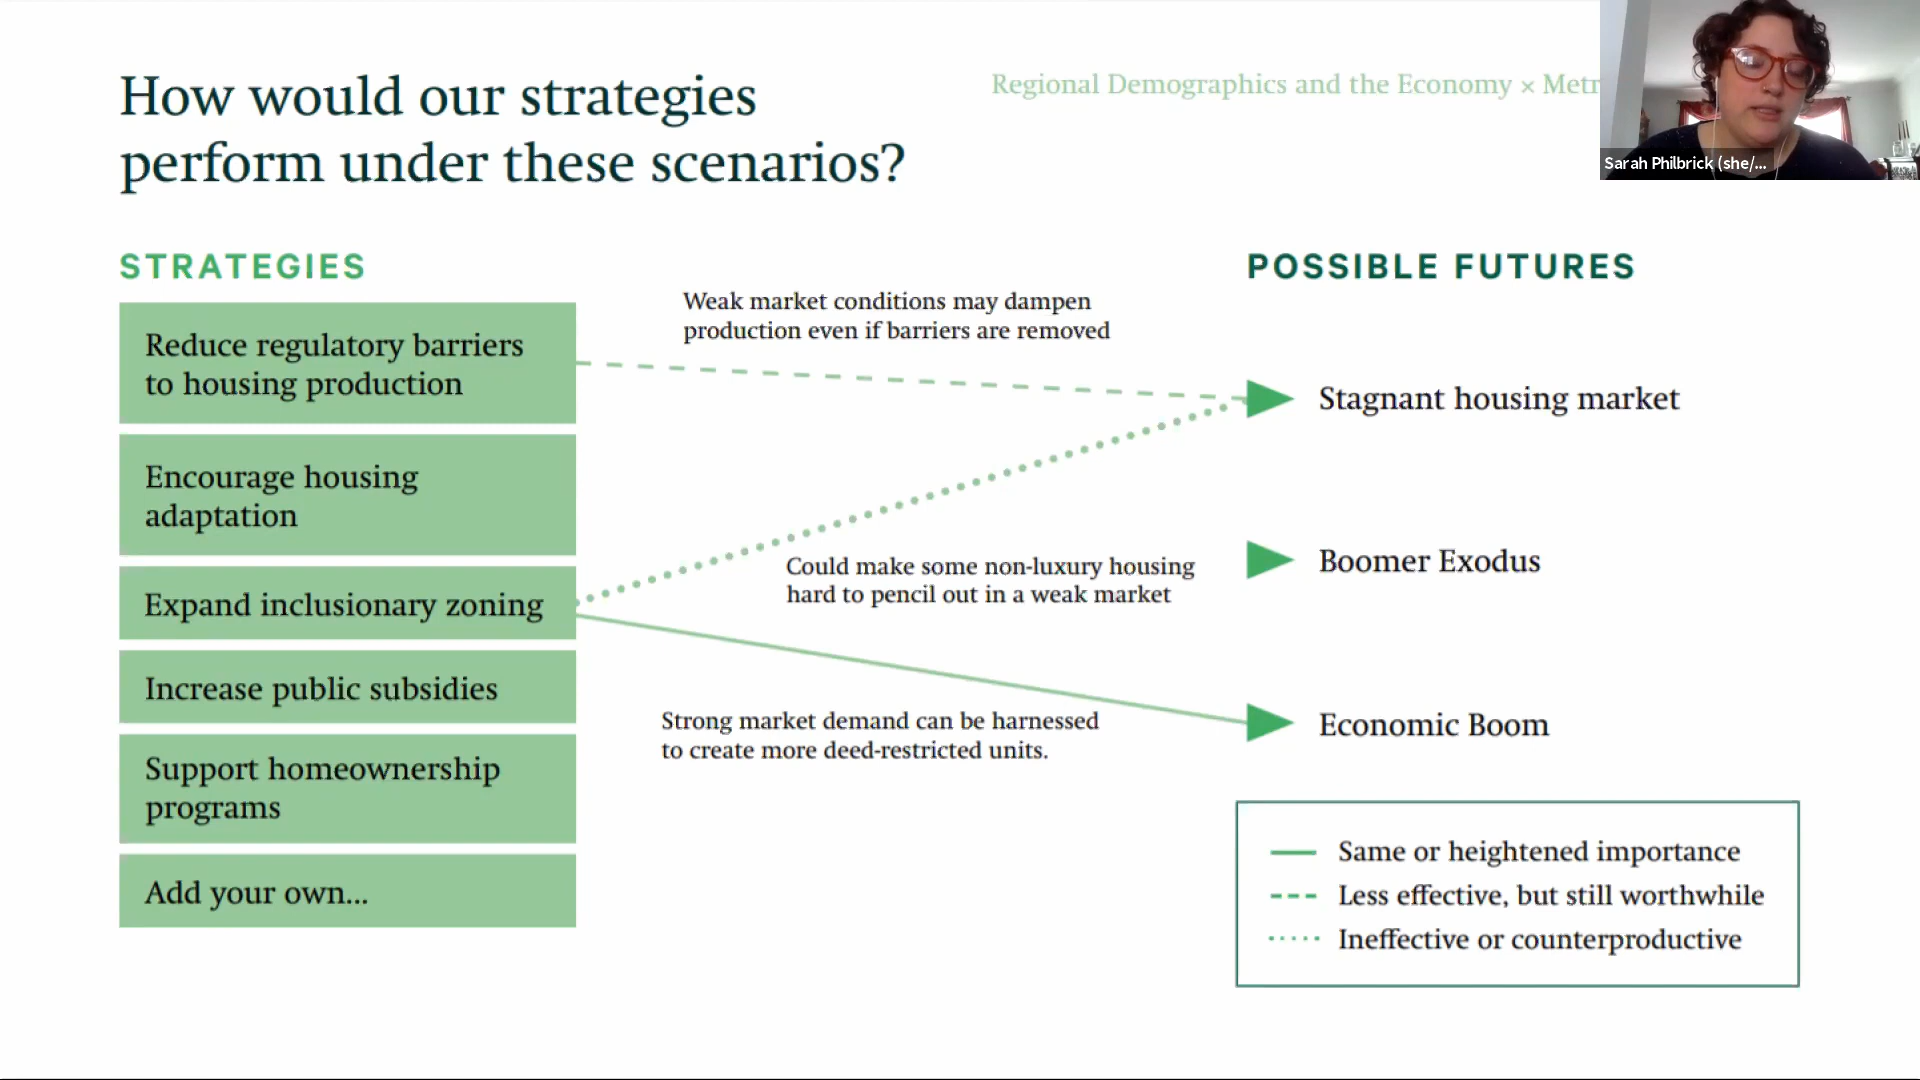 How would our strategies
perform under these scenarios?
Regional Demographics and the Economy × Metr
Sarah Philbrick (she/...
STRATEGIES
Reduce regulatory barriers
to housing production
Encourage housing
adaptation
Expand inclusionary zoning
Increase public subsidies
Support homeownership
programs
Add your own...
Weak market conditions may dampen
production even if barriers are removed
Could make some non-luxury housing
hard to pencil out in a weak market
Strong market demand can be harnessed
to create more deed-restricted units.
POSSIBLE FUTURES
Stagnant housing market
Boomer Exodus
Economic Boom
Same or heightened importance
Less effective, but still worthwhile
Ineffective or counterproductive